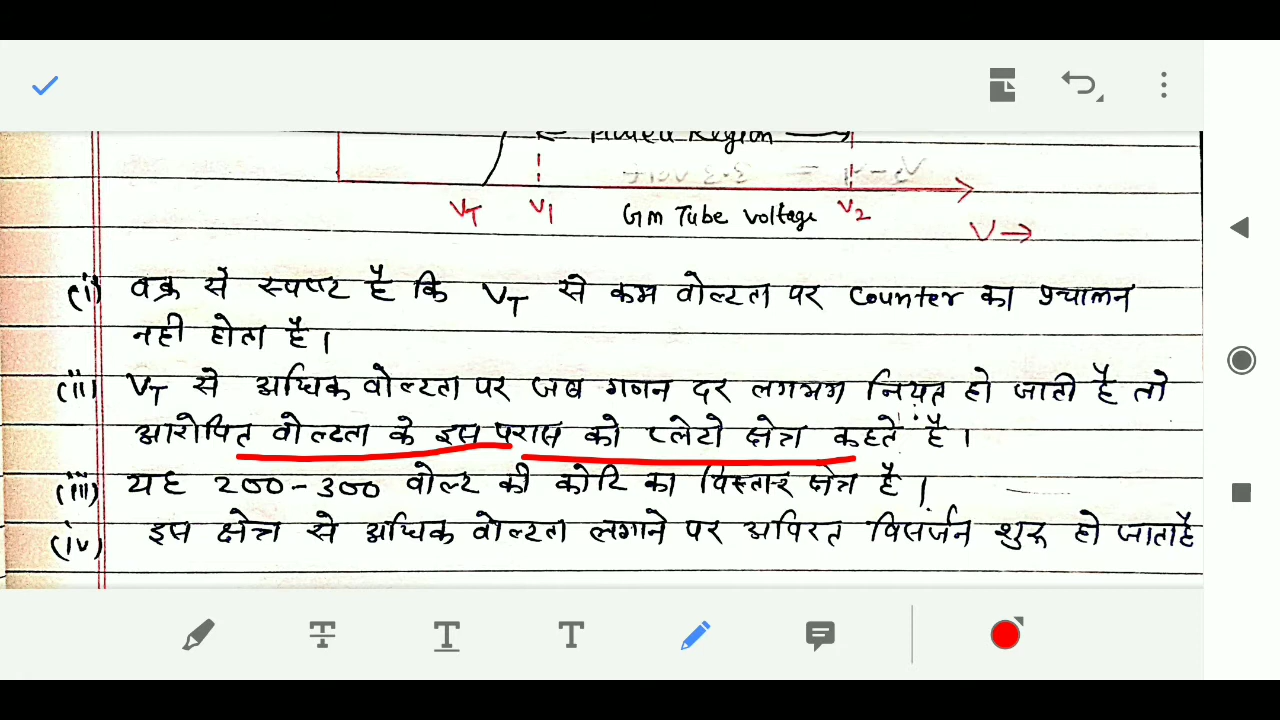 Region
VT V1 GM Tube Voltage V2 V→
(i) वक्र से स्पष्ट है कि VT से कम वोल्टता पर Counter का श्चालन
नही होता है।
(ii) VT से अधिक वोल्टता पर जब गणन दर लगभग नियत हो जाती है तो
आरोपित वोल्टता के इस परास को प्लेटो क्षेत्र कहते है।
(iii) यह 200-300 वोल्ट की कोटि का विस्तार क्षेत्र है।
(iv) इस क्षेत्र से अधिक वोल्टता लगाने पर अविरत विसर्जन शुरू हो जाताहै
T T T